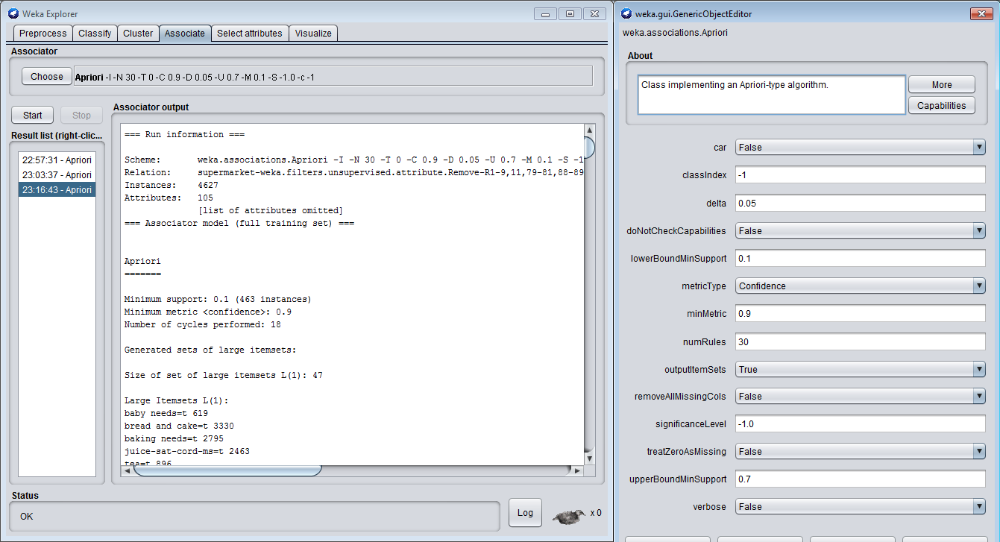 Weka Explorer
Preprocess Classify Cluster Associate Select attributes Visualize
Associator
Choose Apriori -I -N 30 -T 0 -C 0.9 -D 0.05 -U 0.7 -M 0.1 -S -1.0 -c -1
Start Stop
Result list (right-clic...
22:57:31 - Apriori
23:03:37 - Apriori
23:16:43 - Apriori
Associator output
=== Run information ===
Scheme: weka.associations.Apriori -I -N 30 -T 0 -C 0.9 -D 0.05 -U 0.7 -M 0.1 -S -1
Relation: supermarket-weka.filters.unsupervised.attribute.Remove-R1-9,11,79-81,88-89
Instances: 4627
Attributes: 105
[list of attributes omitted]
=== Associator model (full training set) ===
Apriori
=======
Minimum support: 0.1 (463 instances)
Minimum metric <confidence>: 0.9
Number of cycles performed: 18
Generated sets of large itemsets:
Size of set of large itemsets L(1): 47
Large Itemsets L(1):
baby needs=t 619
bread and cake=t 3330
baking needs=t 2795
juice-sat-cord-ms=t 2463
tea=t 896
Status
OK
Log
x 0
weka.gui.GenericObjectEditor
weka.associations.Apriori
About
Class implementing an Apriori-type algorithm.
More
Capabilities
car False
classIndex -1
delta 0.05
doNotCheckCapabilities False
lowerBoundMinSupport 0.1
metricType Confidence
minMetric 0.9
numRules 30
outputItemSets True
removeAllMissingCols False
significanceLevel -1.0
treatZeroAsMissing False
upperBoundMinSupport 0.7
verbose False